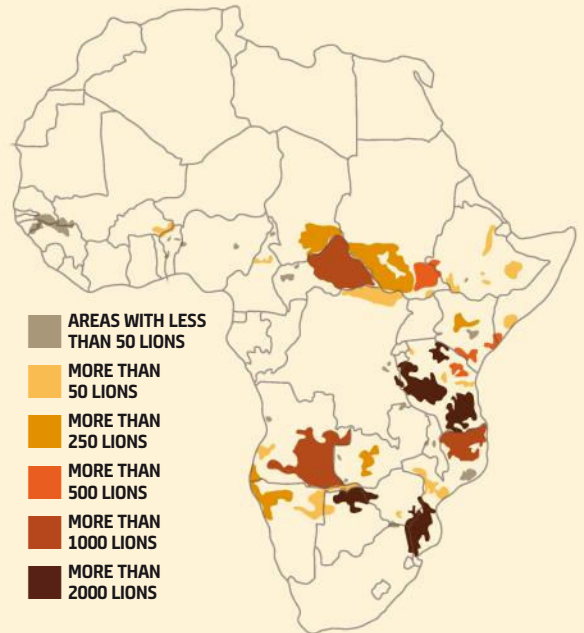 AREAS WITH LESS
THAN 50 LIONS
MORE THAN
50 LIONS
MORE THAN
250 LIONS
MORE THAN
500 LIONS
MORE THAN
1000 LIONS
MORE THAN
2000 LIONS